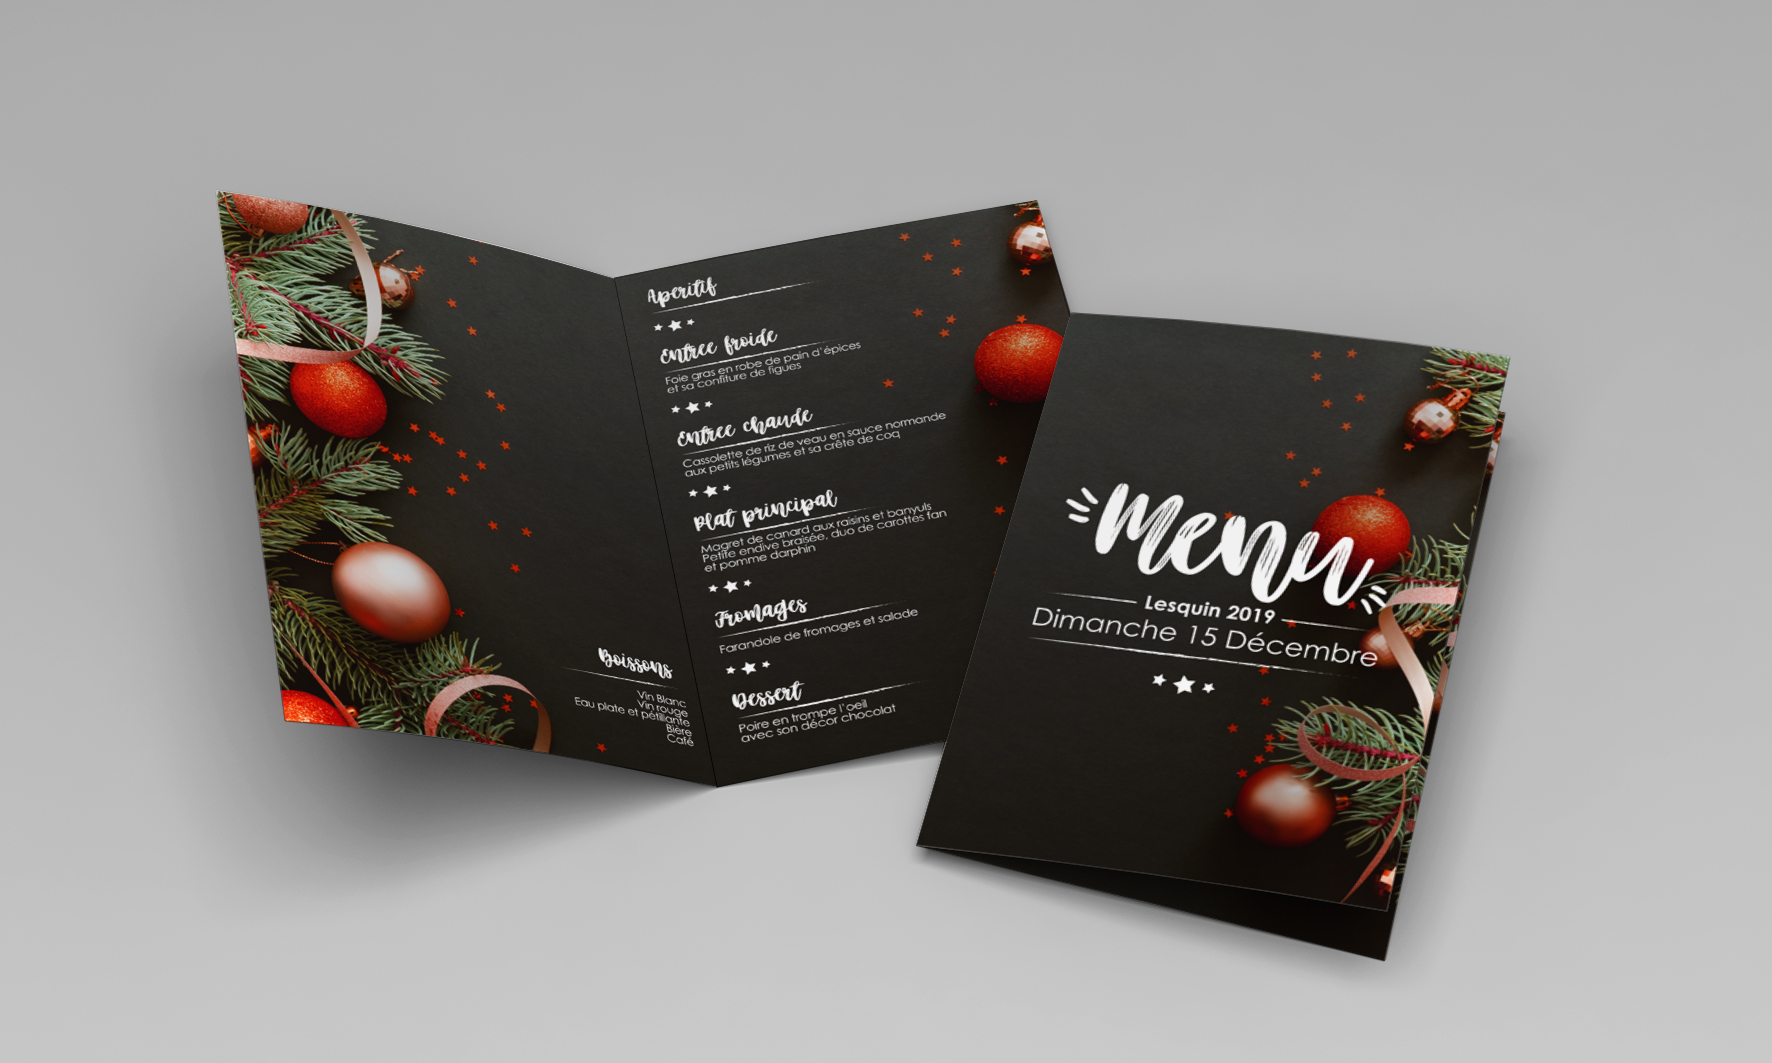 Boissons
Vin Blanc
Vin rouge
Eau plate et pétillante
Bière
Café
Aperitif
Entree froide
Foie gras en robe de pain d'épices
et sa confiture de figues
Entree chaude
Cassolette de riz de veau en sauce normande
aux petits légumes et sa crête de coq
Plat principal
Magret de canard aux raisins et banyuls
Petite endive braisée, duo de carottes fan
et pomme darphin
Fromages
Farandole de fromages et salade
Dessert
Poire en trompe l'oeil
avec son décor chocolat
menu
Lesquin 2019
Dimanche 15 Décembre